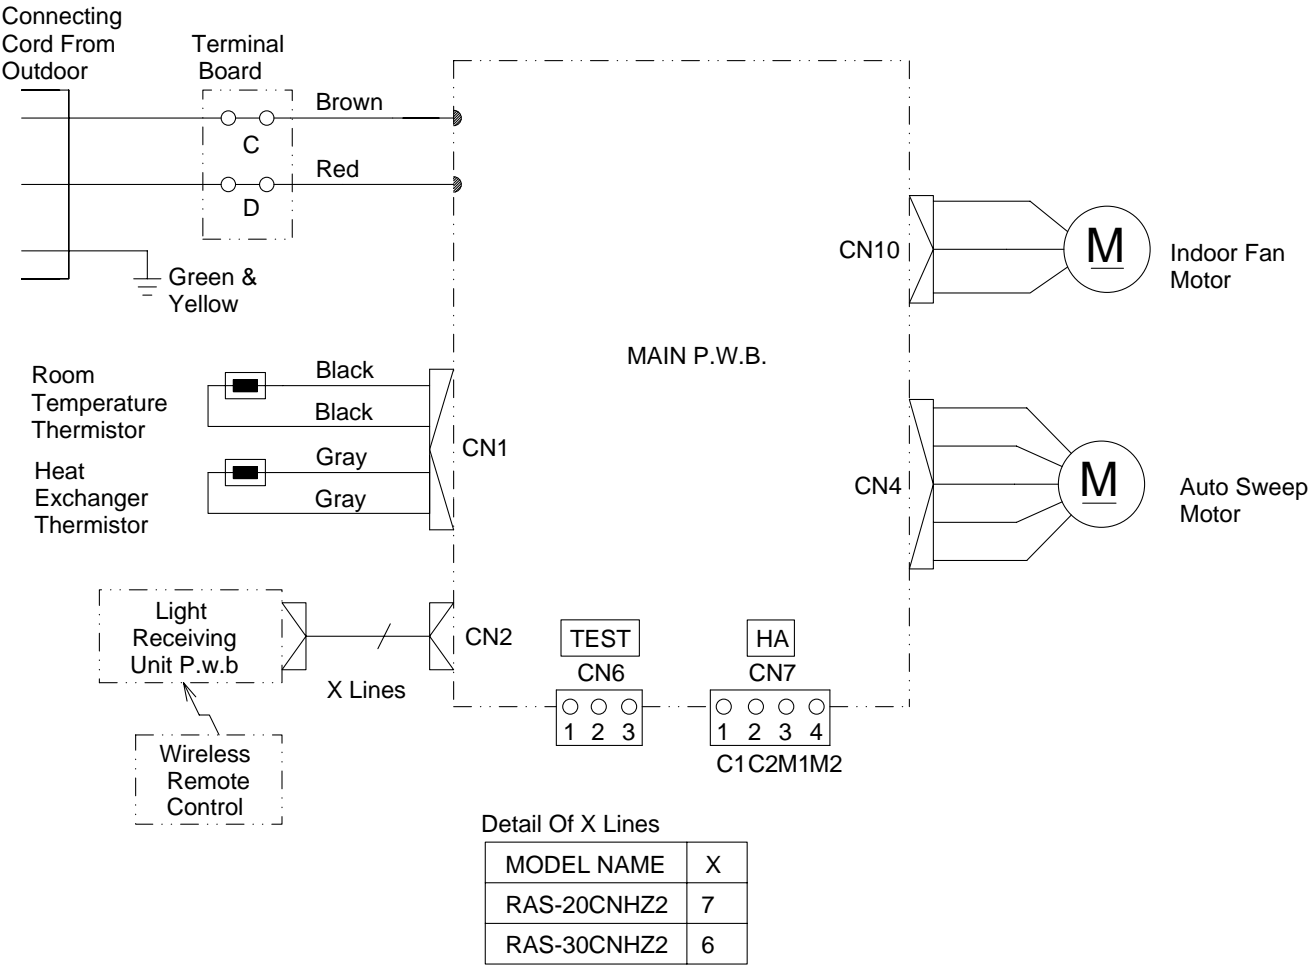 Connecting
Cord From
Outdoor
Terminal
Board
Brown
C
Red
D
Green &
Yellow
CN10
M
Indoor Fan
Motor
MAIN P.W.B.
Room
Temperature
Thermistor
Black
Black
Heat
Exchanger
Thermistor
Gray
Gray
CN1
CN4
M
Auto Sweep
Motor
Light
Receiving
Unit P.w.b
X Lines
CN2
TEST
CN6
1 2 3
HA
CN7
1 2 3 4
C1C2M1M2
Wireless
Remote
Control
Detail Of X Lines
MODEL NAME X
RAS-20CNHZ2 7
RAS-30CNHZ2 6